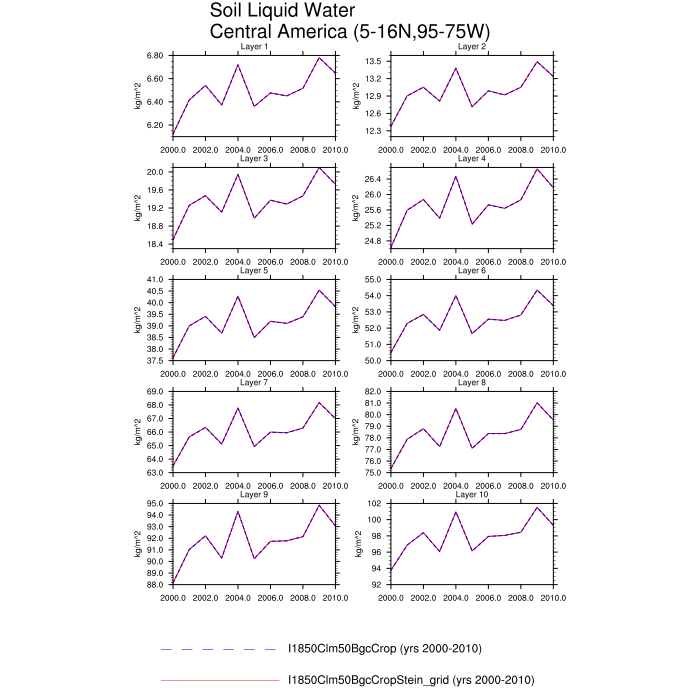 Soil Liquid Water
Central America (5-16N,95-75W)
Layer 1
6.80
6.60
6.40
6.20
kg/m^2
2000.0 2002.0 2004.0 2006.0 2008.0 2010.0
Layer 2
13.5
13.2
12.9
12.6
12.3
kg/m^2
2000.0 2002.0 2004.0 2006.0 2008.0 2010.0
Layer 3
20.0
19.6
19.2
18.8
18.4
kg/m^2
2000.0 2002.0 2004.0 2006.0 2008.0 2010.0
Layer 4
26.4
26.0
25.6
25.2
24.8
kg/m^2
2000.0 2002.0 2004.0 2006.0 2008.0 2010.0
Layer 5
41.0
40.5
40.0
39.5
39.0
38.5
38.0
37.5
kg/m^2
2000.0 2002.0 2004.0 2006.0 2008.0 2010.0
Layer 6
55.0
54.0
53.0
52.0
51.0
50.0
kg/m^2
2000.0 2002.0 2004.0 2006.0 2008.0 2010.0
Layer 7
69.0
68.0
67.0
66.0
65.0
64.0
63.0
kg/m^2
2000.0 2002.0 2004.0 2006.0 2008.0 2010.0
Layer 8
82.0
81.0
80.0
79.0
78.0
77.0
76.0
75.0
kg/m^2
2000.0 2002.0 2004.0 2006.0 2008.0 2010.0
Layer 9
95.0
94.0
93.0
92.0
91.0
90.0
89.0
88.0
kg/m^2
2000.0 2002.0 2004.0 2006.0 2008.0 2010.0
Layer 10
102
100
98
96
94
92
kg/m^2
2000.0 2002.0 2004.0 2006.0 2008.0 2010.0
I1850Clm50BgcCrop (yrs 2000-2010)
I1850Clm50BgcCropStein_grid (yrs 2000-2010)